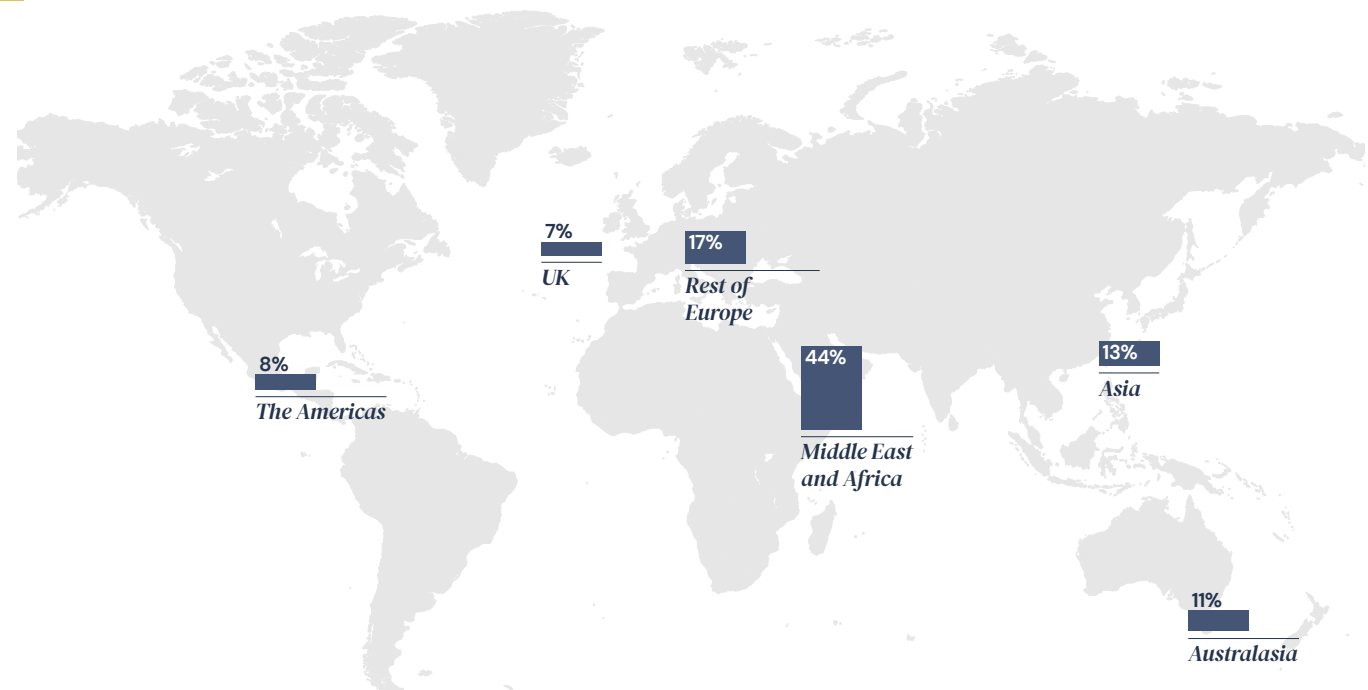 7%
UK
17%
Rest of
Europe
8%
The Americas
44%
Middle East
and Africa
13%
Asia
11%
Australasia